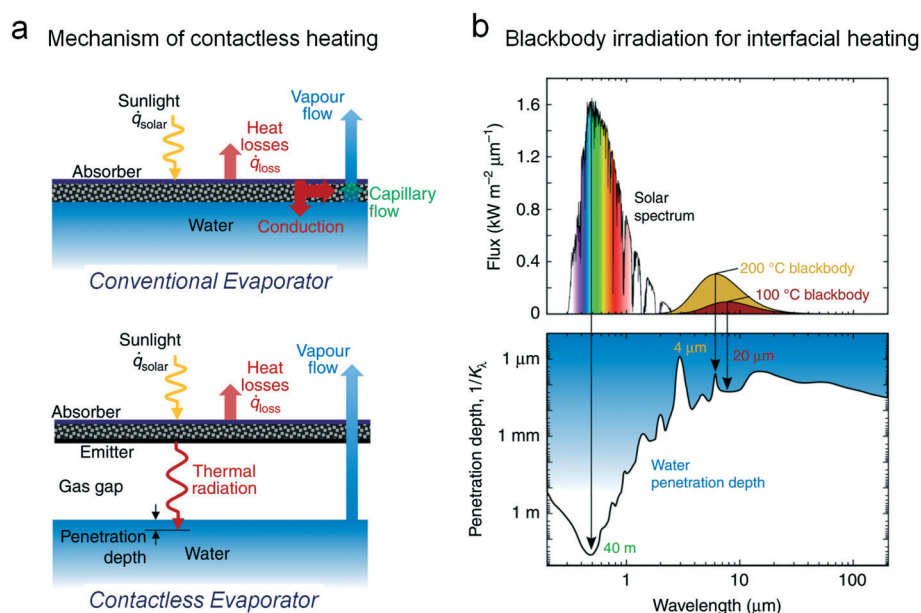 a Mechanism of contactless heating
Sunlight
q̇solar
Vapour
flow
Heat
losses
q̇loss
Absorber
Capillary
flow
Water
Conduction
Conventional Evaporator
Sunlight
q̇solar
Vapour
flow
Heat
losses
q̇loss
Absorber
Emitter
Gas gap
Thermal
radiation
Penetration
depth
Water
Contactless Evaporator
b Blackbody irradiation for interfacial heating
Flux (kW m⁻² μm⁻¹)
1.6
1.2
0.8
0.4
0
Solar
spectrum
200 °C blackbody
100 °C blackbody
Penetration depth, 1/Kλ
1 μm
1 mm
1 m
4 μm
20 μm
Water
penetration depth
40 m
1
10
100
Wavelength (μm)